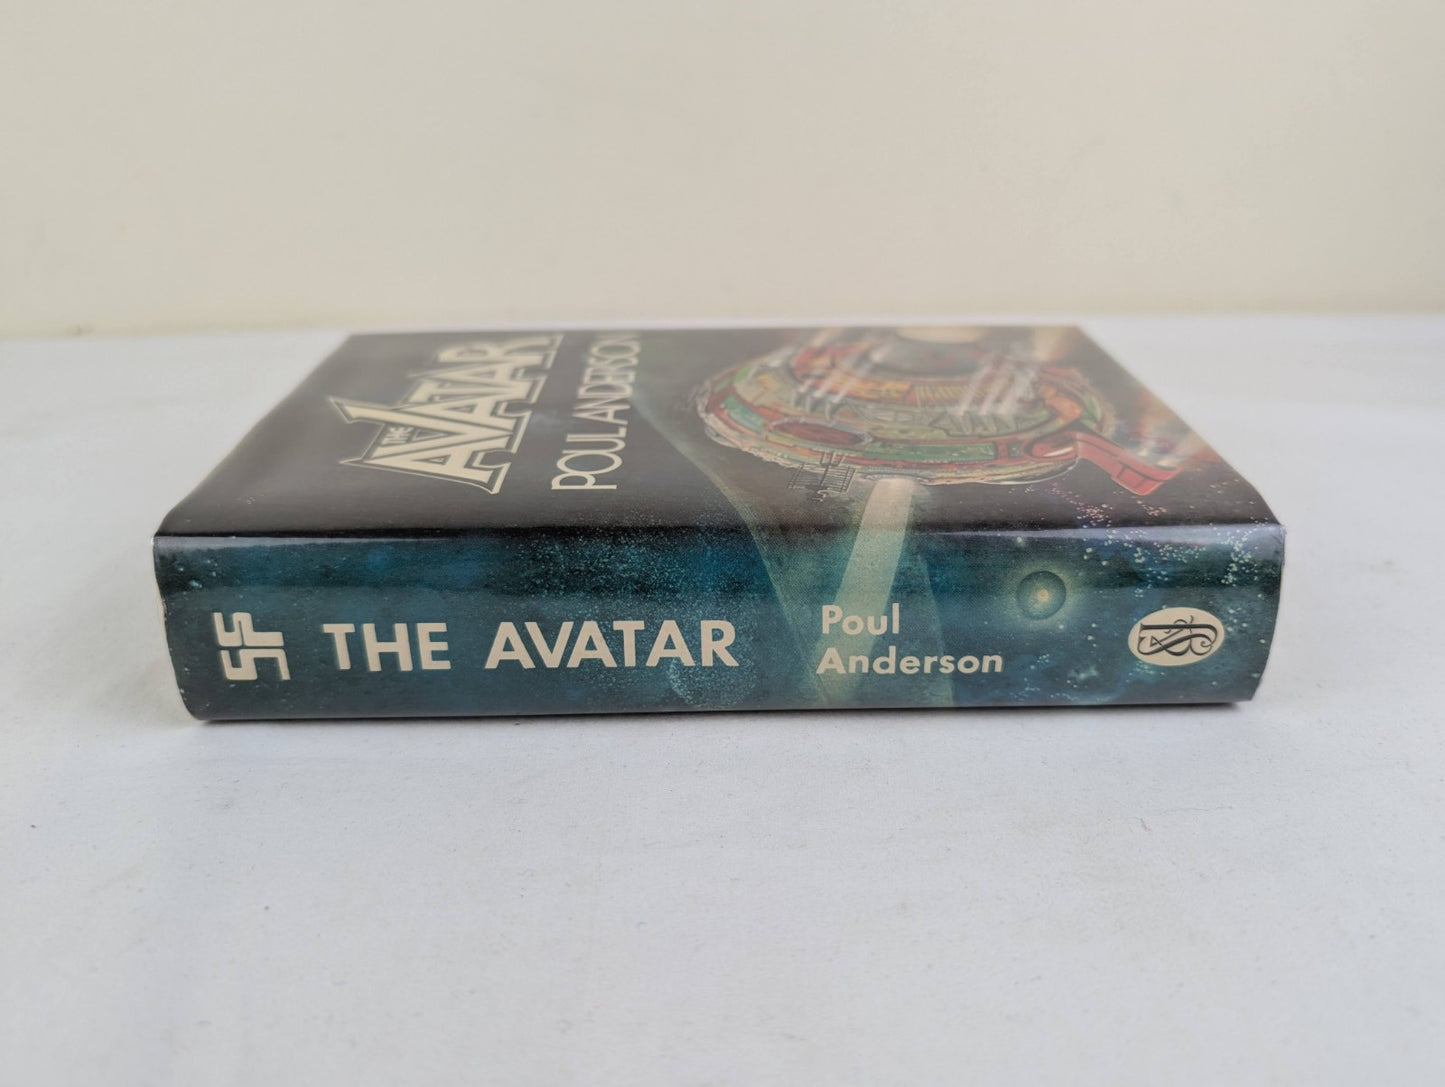 THE
AVATAR
POUL ANDERSON
SF
THE AVATAR
Poul
Anderson